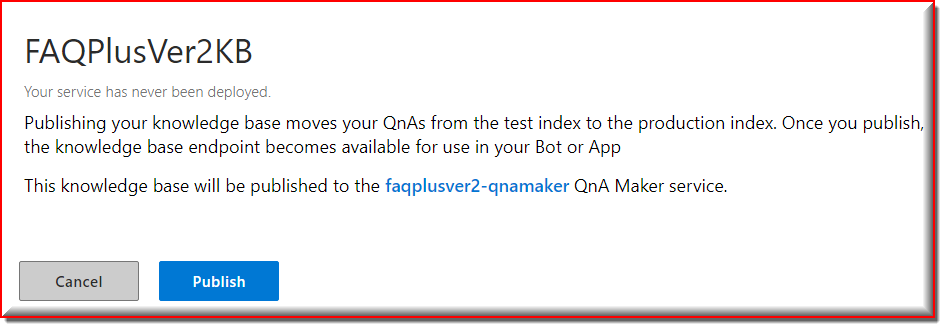 FAQPlusVer2KB
Your service has never been deployed.
Publishing your knowledge base moves your QnAs from the test index to the production index. Once you publish,
the knowledge base endpoint becomes available for use in your Bot or App
This knowledge base will be published to the faqplusver2-qnamaker QnA Maker service.
Cancel
Publish